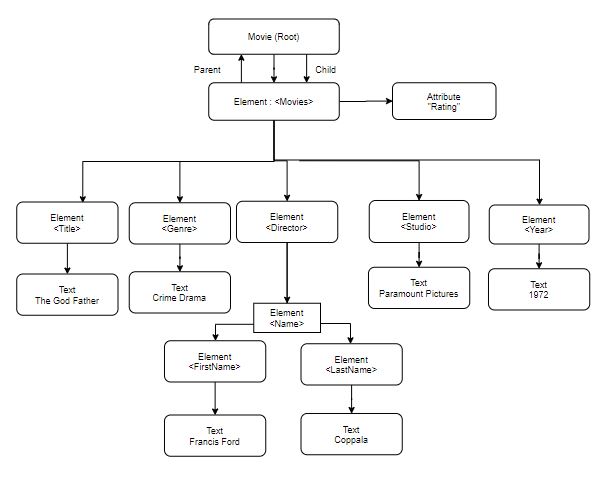 Movie (Root)
Parent
Child
Element : <Movies>
Attribute
"Rating"
Element
<Title>
Element
<Genre>
Element
<Director>
Element
<Studio>
Element
<Year>
Text
The God Father
Text
Crime Drama
Text
Paramount Pictures
Text
1972
Element
<Name>
Element
<FirstName>
Element
<LastName>
Text
Francis Ford
Text
Coppala